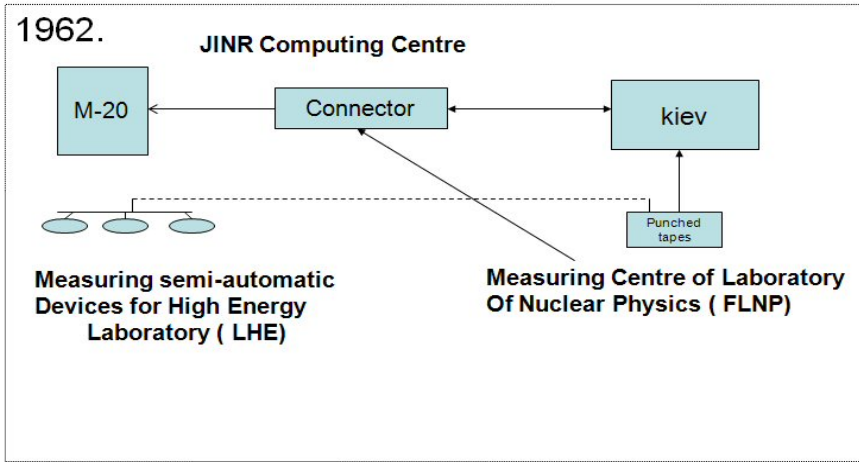 1962.
JINR Computing Centre
M-20
Connector
kiev
Punched
tapes
Measuring semi-automatic
Devices for High Energy
Laboratory ( LHE)
Measuring Centre of Laboratory
Of Nuclear Physics ( FLNP)